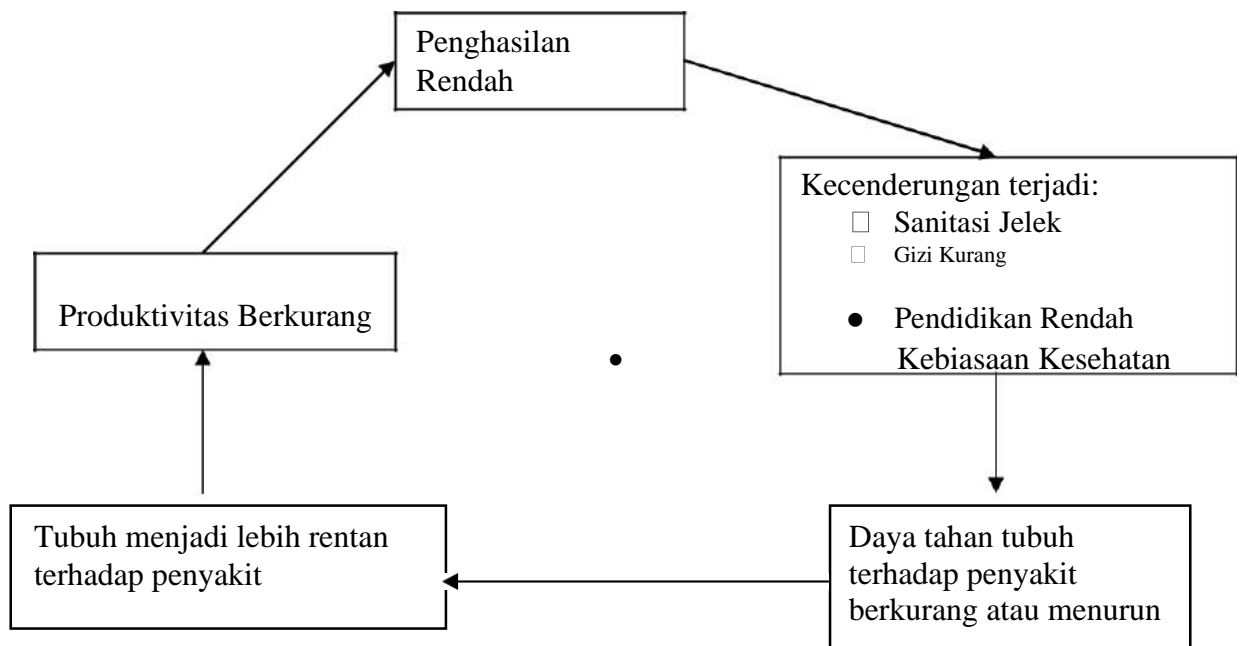 Penghasilan
Rendah
Kecenderungan terjadi:
□ Sanitasi Jelek
□ Gizi Kurang
● Pendidikan Rendah
Kebiasaan Kesehatan
Produktivitas Berkurang
●
Tubuh menjadi lebih rentan
terhadap penyakit
Daya tahan tubuh
terhadap penyakit
berkurang atau menurun